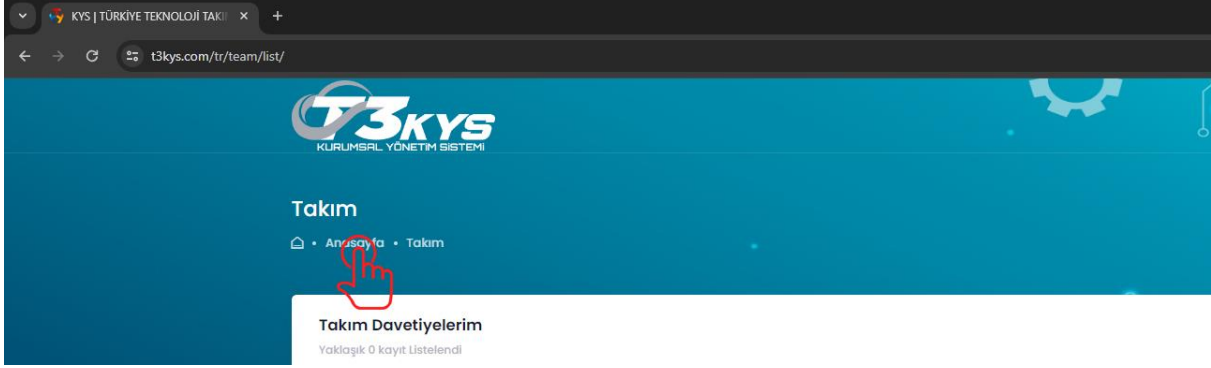 KYS | TÜRKİYE TEKNOLOJİ TAKI
t3kys.com/tr/team/list/
T3KYS
KURUMSAL YÖNETİM SİSTEMİ
Takım
• Anasayfa • Takım
Takım Davetiyelerim
Yaklaşık 0 kayıt Listelendi